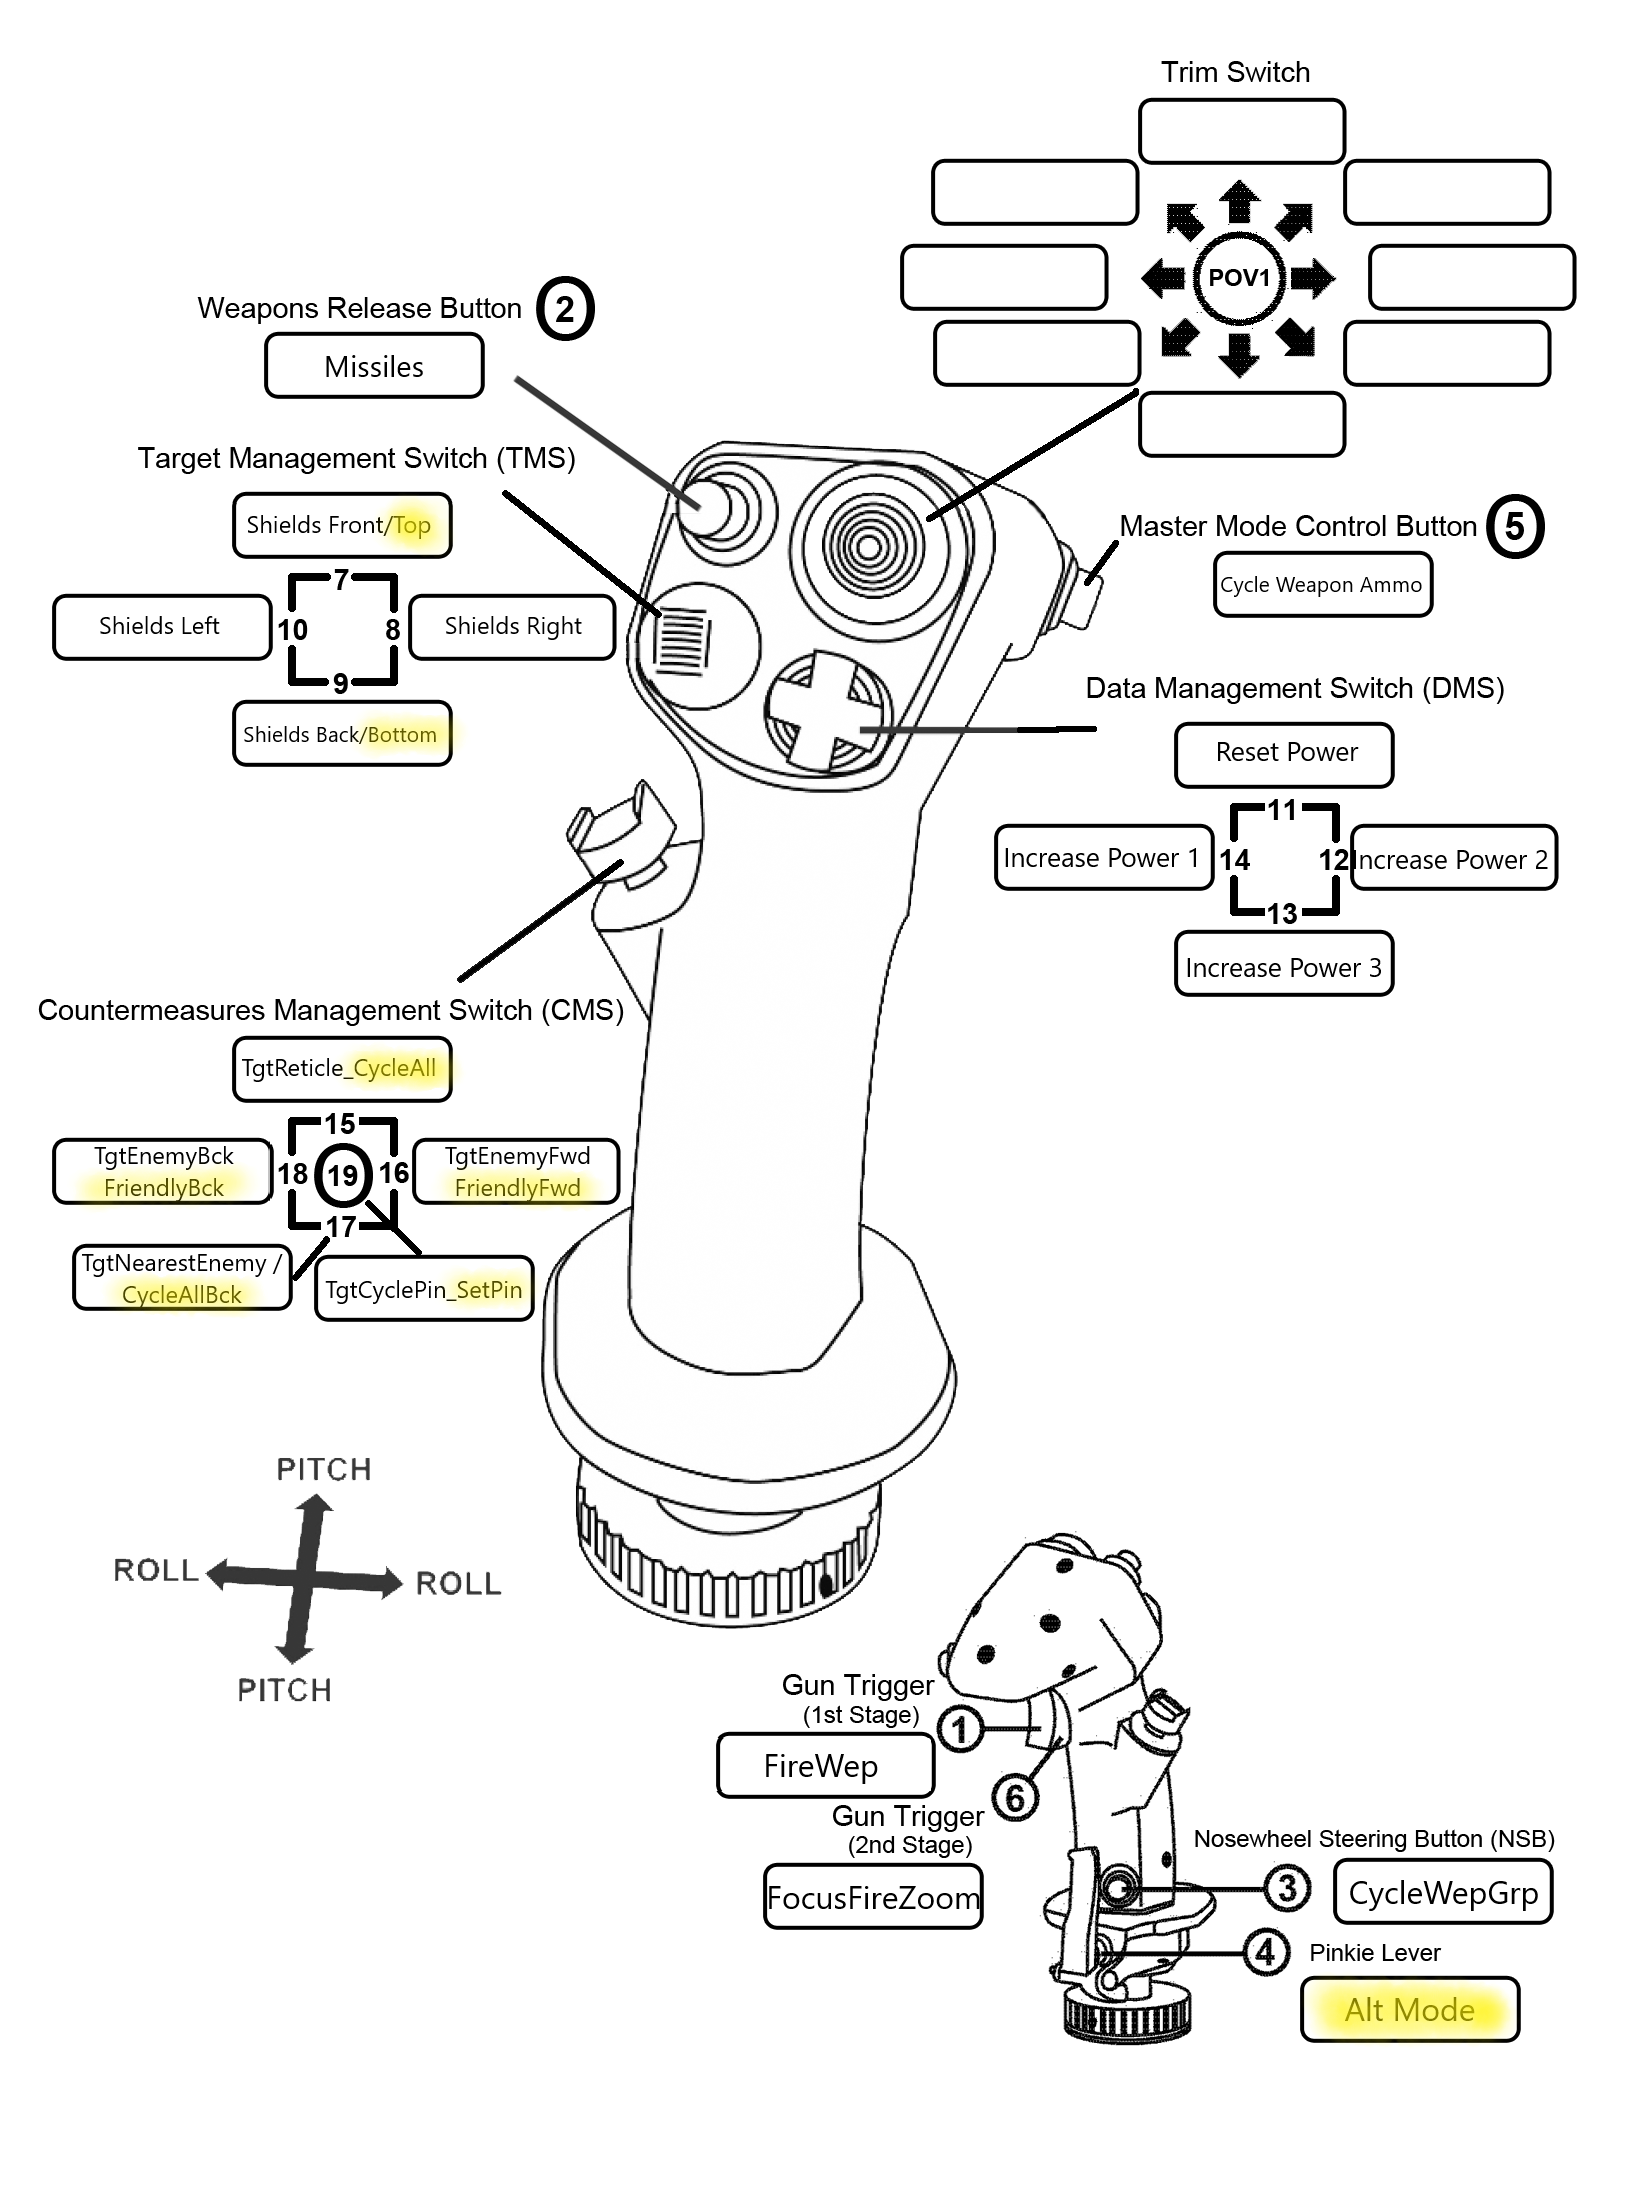 Trim Switch
POV1
Weapons Release Button 2
Missiles
Target Management Switch (TMS)
Shields Front/Top
7
Shields Left
10
8
Shields Right
9
Shields Back/Bottom
Master Mode Control Button 5
Cycle Weapon Ammo
Data Management Switch (DMS)
Reset Power
11
Increase Power 1
14
12
Increase Power 2
13
Increase Power 3
Countermeasures Management Switch (CMS)
TgtReticle_CycleAll
15
TgtEnemyBck
FriendlyBck
18
19
16
TgtEnemyFwd
FriendlyFwd
17
TgtNearestEnemy /
CycleAllBck
TgtCyclePin_SetPin
PITCH
ROLL
ROLL
PITCH
Gun Trigger
(1st Stage)
1
FireWep
6
Gun Trigger
(2nd Stage)
FocusFireZoom
Nosewheel Steering Button (NSB)
3
CycleWepGrp
4
Pinkie Lever
Alt Mode